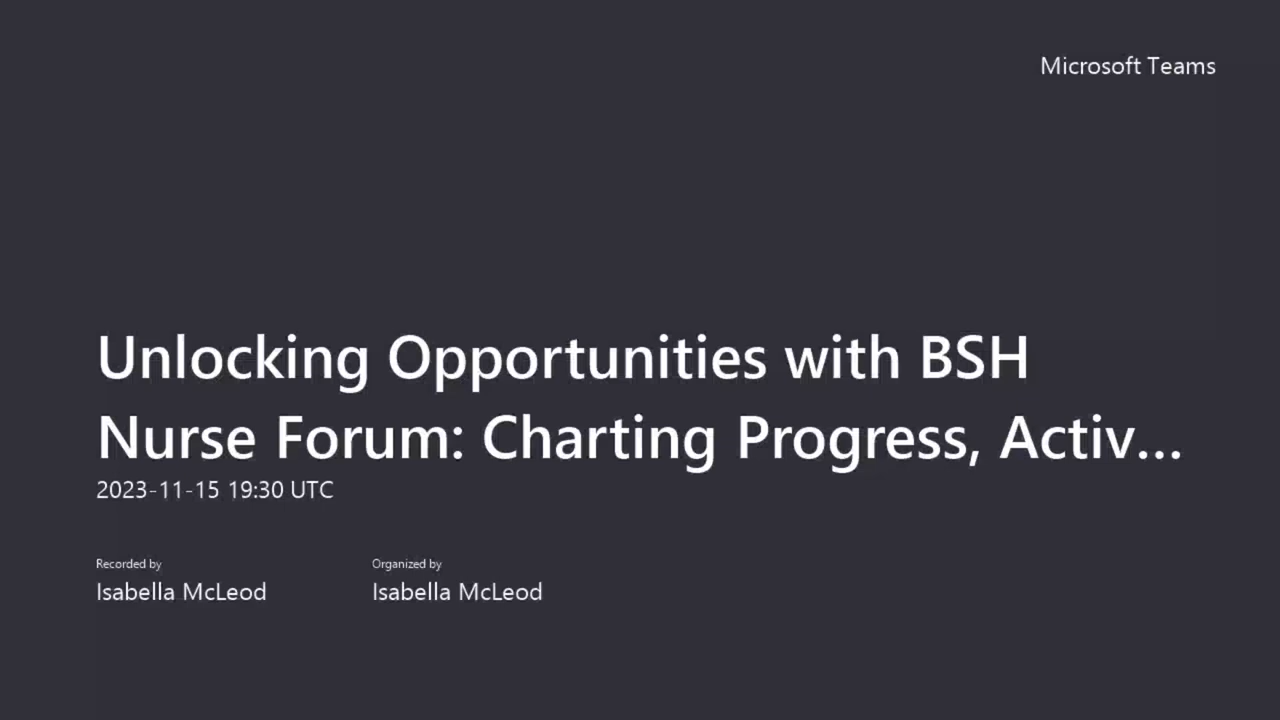 Microsoft Teams
Unlocking Opportunities with BSH
Nurse Forum: Charting Progress, Activ...
2023-11-15 19:30 UTC
Recorded by
Organized by
Isabella McLeod
Isabella McLeod